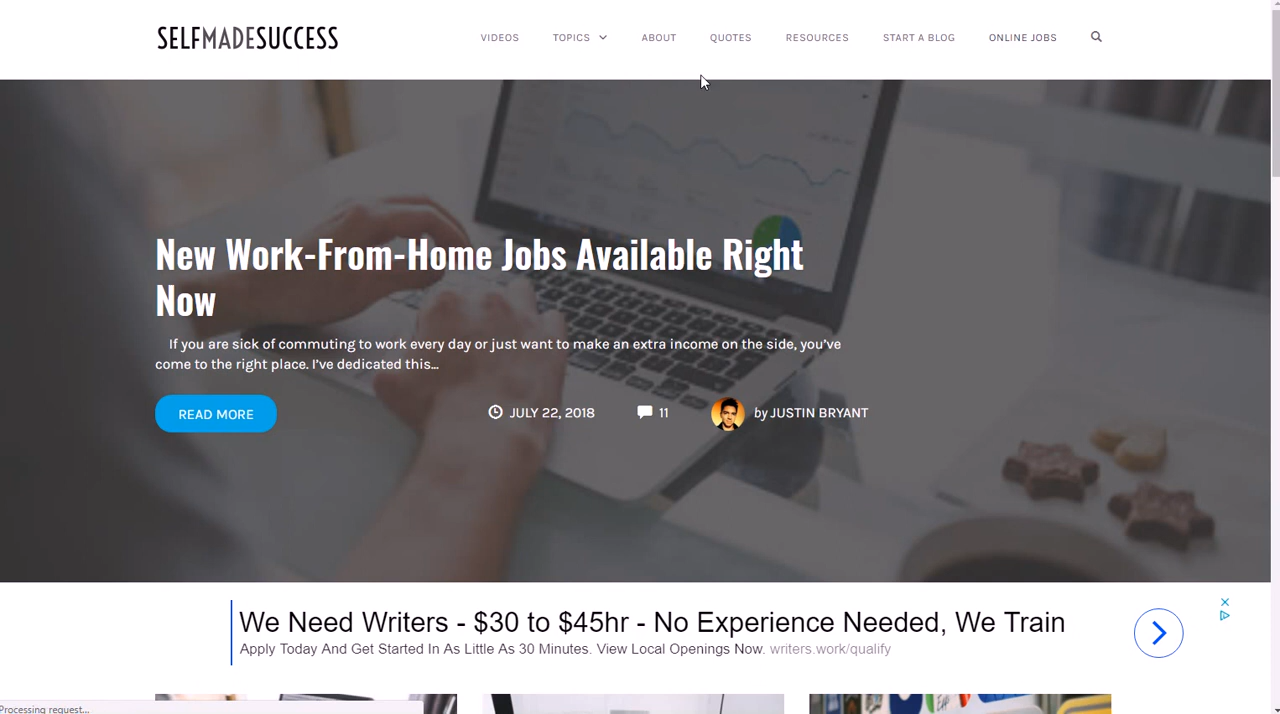 SELFMADESUCCESS
VIDEOS TOPICS ABOUT QUOTES RESOURCES START A BLOG ONLINE JOBS
New Work-From-Home Jobs Available Right
Now
If you are sick of commuting to work every day or just want to make an extra income on the side, you’ve
come to the right place. I’ve dedicated this...
READ MORE JULY 22, 2018 11 by JUSTIN BRYANT
We Need Writers - $30 to $45hr - No Experience Needed, We Train
Apply Today And Get Started In As Little As 30 Minutes. View Local Openings Now. writers.work/qualify
Processing request...